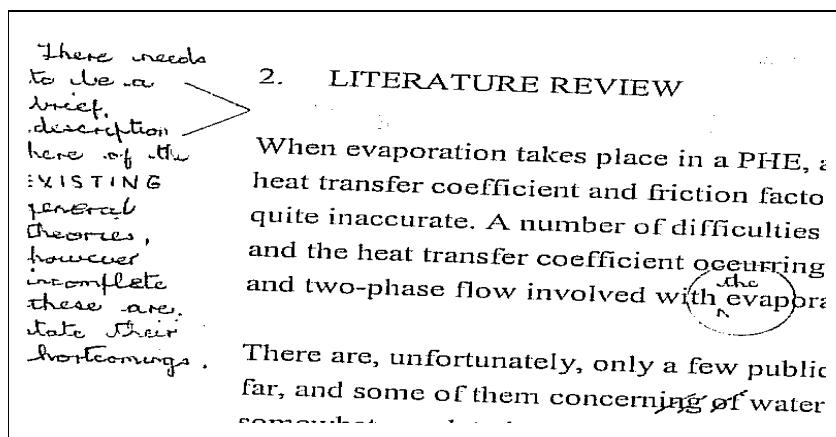 There needs
to be a
brief.
description
here of the
EXISTING
general
theories,
however
incomplete
these are.
tate their
hortcomings.
2. LITERATURE REVIEW
When evaporation takes place in a PHE, a
heat transfer coefficient and friction facto
quite inaccurate. A number of difficulties
and the heat transfer coefficient oceurring
the
and two-phase flow involved with evapora
There are, unfortunately, only a few public
far, and some of them concerning of water